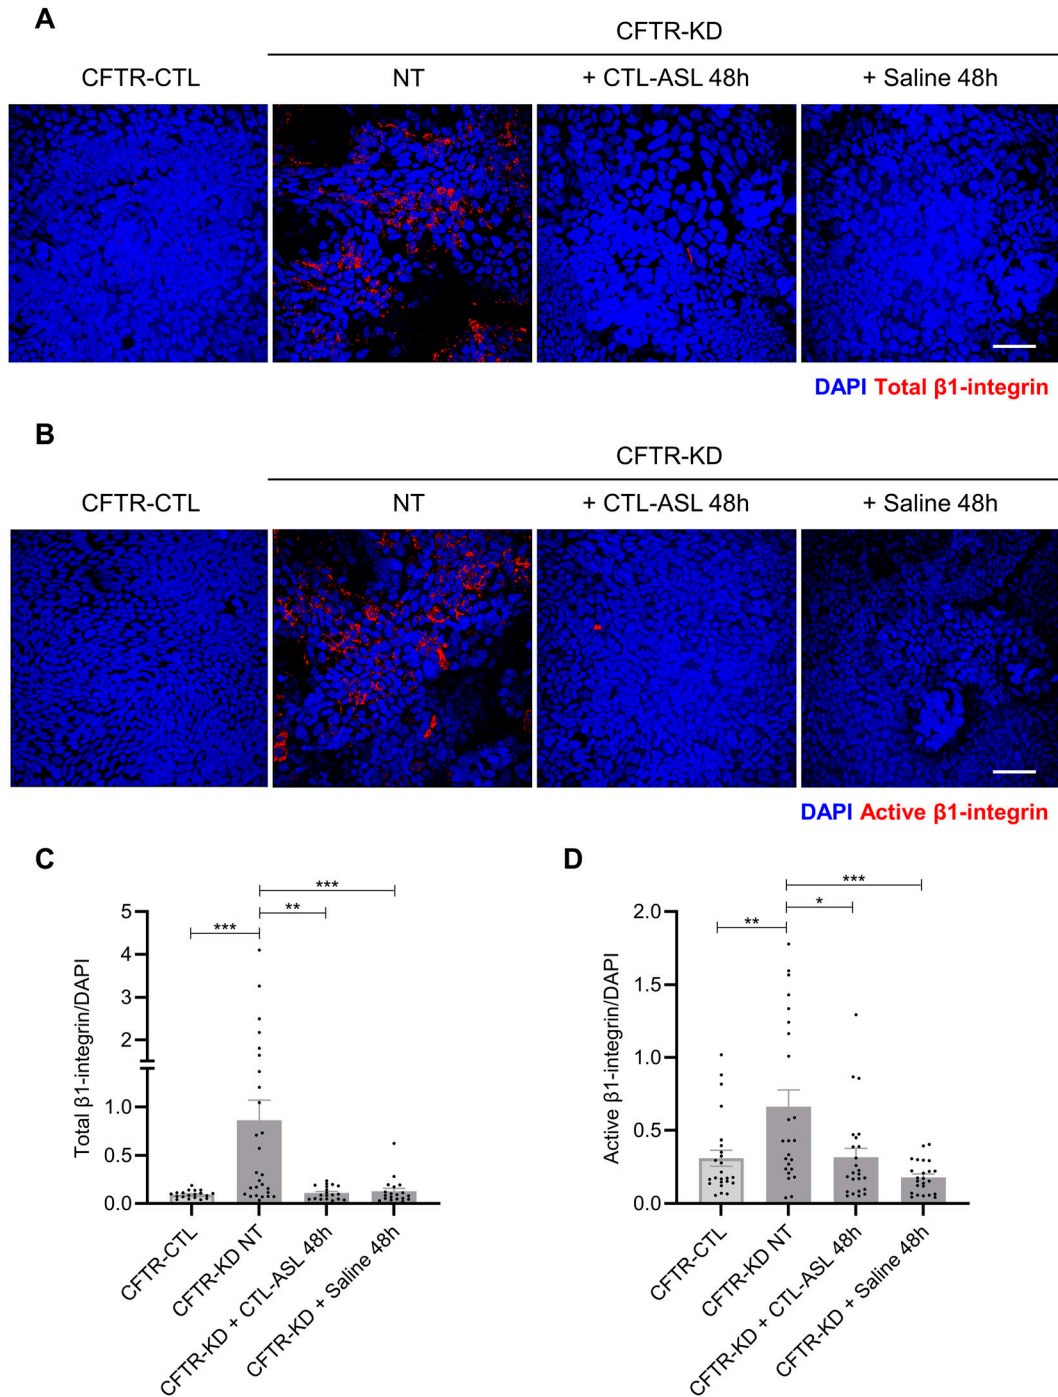 A
CFTR-KD
CFTR-CTL NT + CTL-ASL 48h + Saline 48h
DAPI Total β1-integrin
B
CFTR-KD
CFTR-CTL NT + CTL-ASL 48h + Saline 48h
DAPI Active β1-integrin
C
***
**
***
5
4
3
2
1.0
0.5
0.0
Total β1-integrin/DAPI
CFTR-CTL
CFTR-KD NT
CFTR-KD + CTL-ASL 48h
CFTR-KD + Saline 48h
D
***
*
**
2.0
1.5
1.0
0.5
0.0
Active β1-integrin/DAPI
CFTR-CTL
CFTR-KD NT
CFTR-KD + CTL-ASL 48h
CFTR-KD + Saline 48h